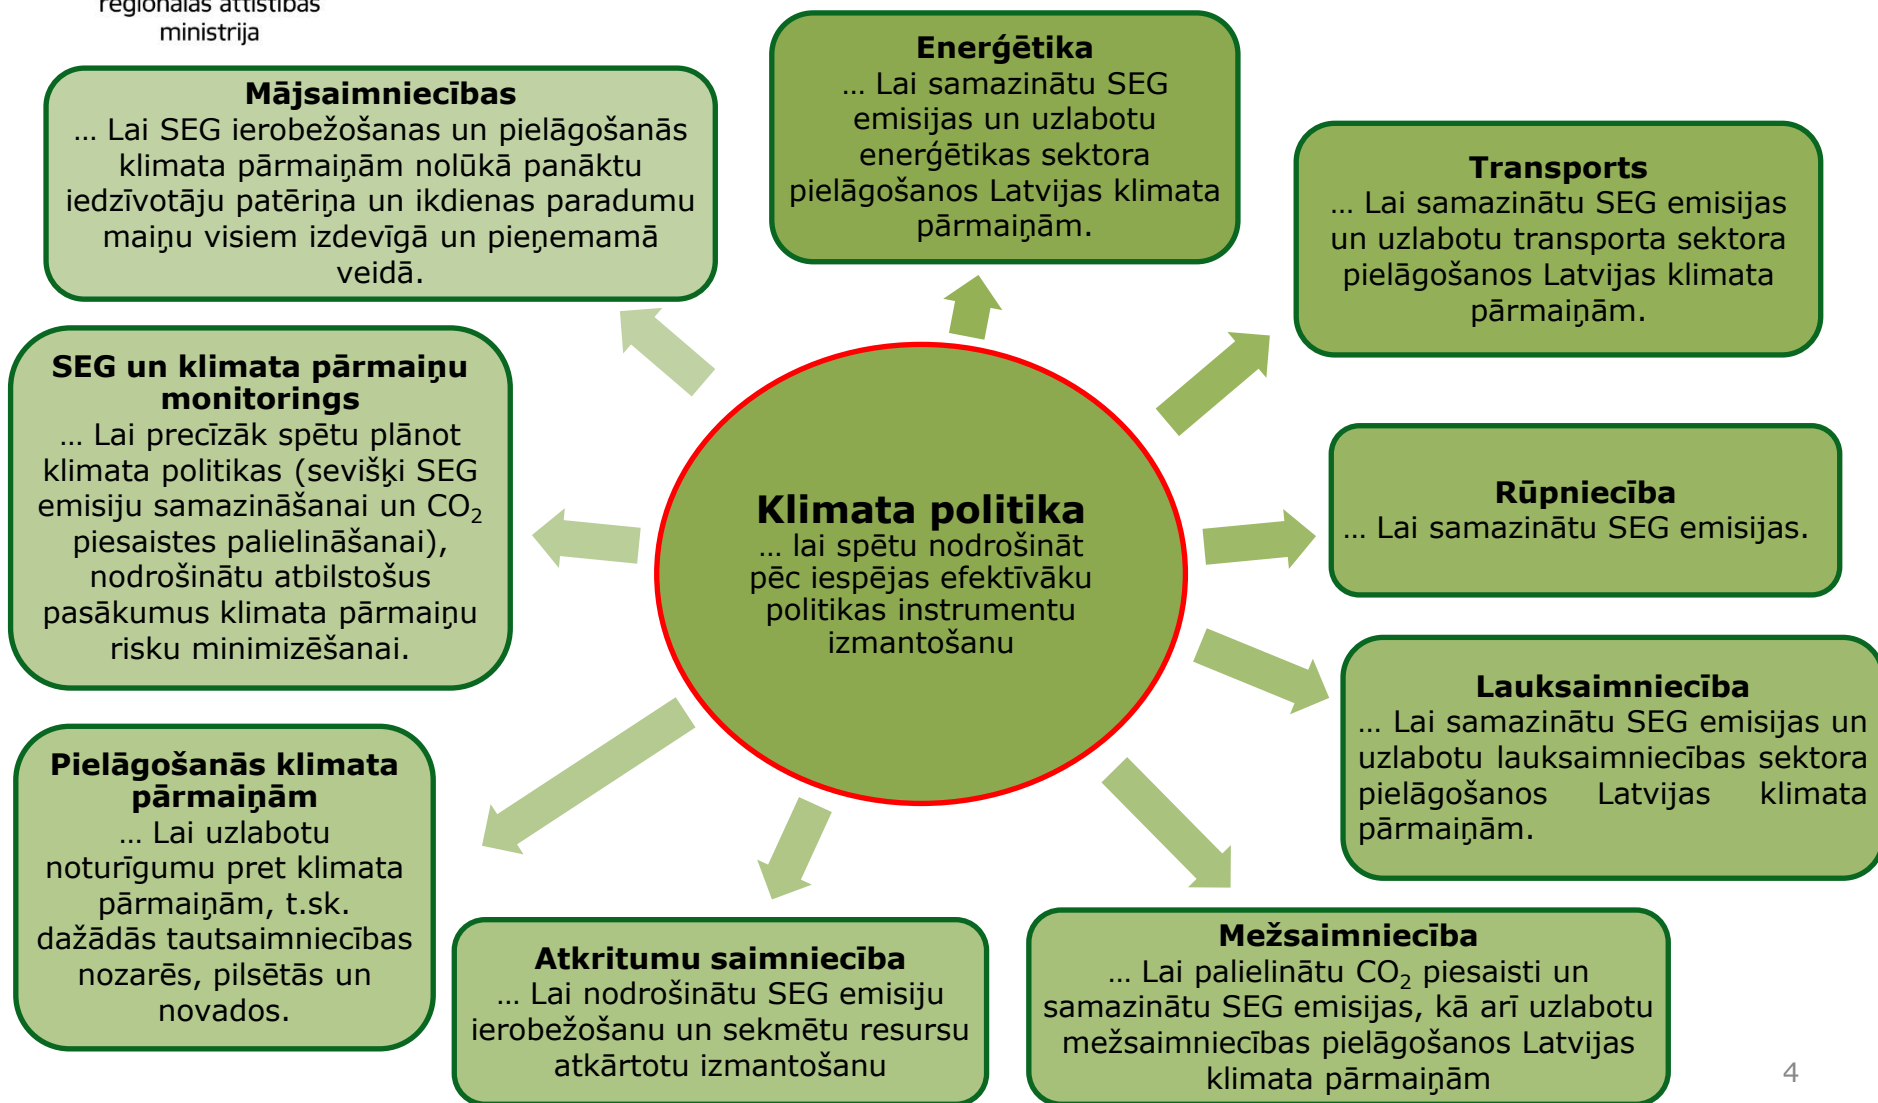 reģionālās attīstības
ministrija
Enerģētika
... Lai samazinātu SEG
emisijas un uzlabotu
enerģētikas sektora
pielāgošanos Latvijas klimata
pārmaiņām.
Mājsaimniecības
... Lai SEG ierobežošanas un pielāgošanās
klimata pārmaiņām nolūkā panāktu
iedzīvotāju patēriņa un ikdienas paradumu
maiņu visiem izdevīgā un pieņemamā
veidā.
Transports
... Lai samazinātu SEG emisijas
un uzlabotu transporta sektora
pielāgošanos Latvijas klimata
pārmaiņām.
SEG un klimata pārmaiņu
monitorings
... Lai precīzāk spētu plānot
klimata politikas (sevišķi SEG
emisiju samazināšanai un CO₂
piesaistes palielināšanai),
nodrošinātu atbilstošus
pasākumus klimata pārmaiņu
risku minimizēšanai.
Klimata politika
... lai spētu nodrošināt
pēc iespējas efektīvāku
politikas instrumentu
izmantošanu
Rūpniecība
... Lai samazinātu SEG emisijas.
Lauksaimniecība
... Lai samazinātu SEG emisijas un
uzlabotu lauksaimniecības sektora
pielāgošanos Latvijas klimata
pārmaiņām.
Pielāgošanās klimata
pārmaiņām
... Lai uzlabotu
noturīgumu pret klimata
pārmaiņām, t.sk.
dažādās tautsaimniecības
nozarēs, pilsētās un
novados.
Atkritumu saimniecība
... Lai nodrošinātu SEG emisiju
ierobežošanu un sekmētu resursu
atkārtotu izmantošanu
Mežsaimniecība
... Lai palielinātu CO₂ piesaisti un
samazinātu SEG emisijas, kā arī uzlabotu
mežsaimniecības pielāgošanos Latvijas
klimata pārmaiņām
4